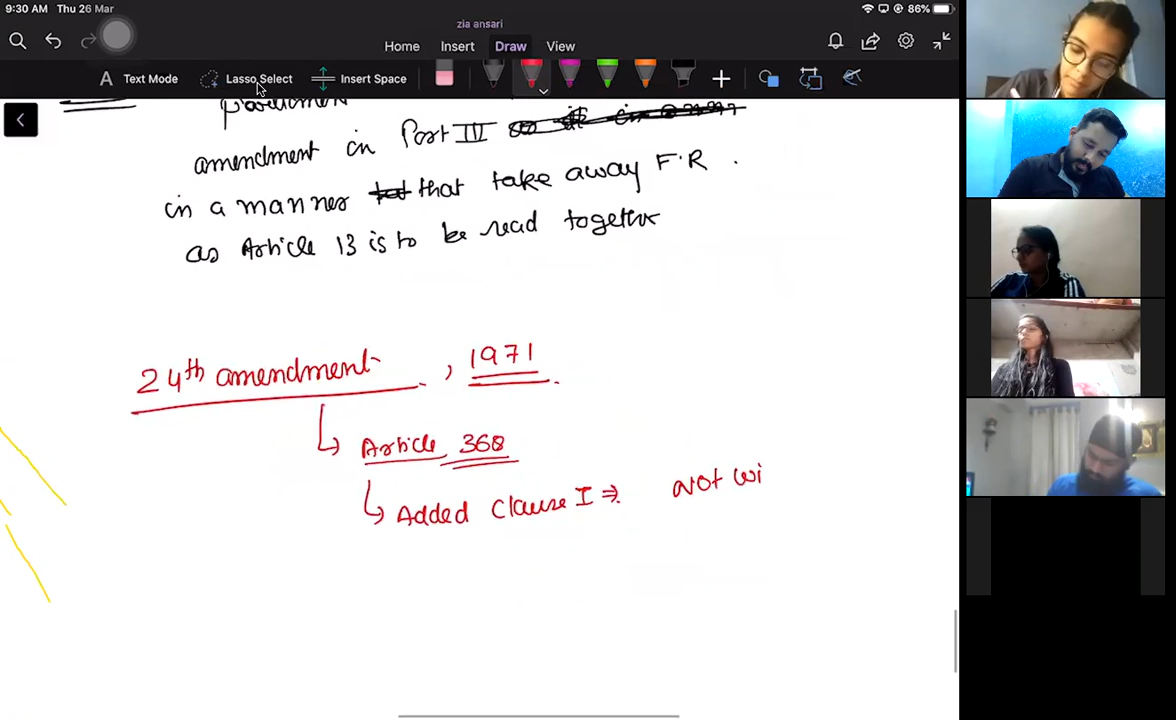 9:30 AM Thu 26 Mar
86%
zia ansari
Home Insert Draw View
A Text Mode Lasso Select Insert Space
parliament
amendment in Part III
in a manner that take away F.R.
as Article 13 is to be read together
24th amendment, 1971.
Article 368
Added Clause I ⇒ Not wi